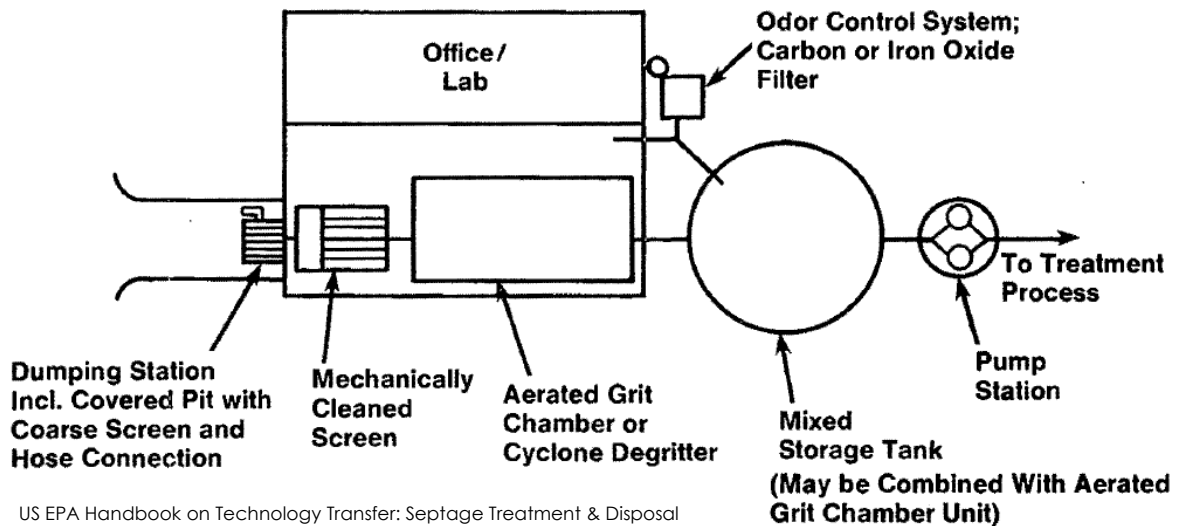 Office/
Lab
Odor Control System;
Carbon or Iron Oxide
Filter
To Treatment
Process
Dumping Station
Incl. Covered Pit with
Coarse Screen and
Hose Connection
Mechanically
Cleaned
Screen
Aerated Grit
Chamber or
Cyclone Degritter
Mixed
Storage Tank
(May be Combined With Aerated
Grit Chamber Unit)
Pump
Station
US EPA Handbook on Technology Transfer: Septage Treatment & Disposal